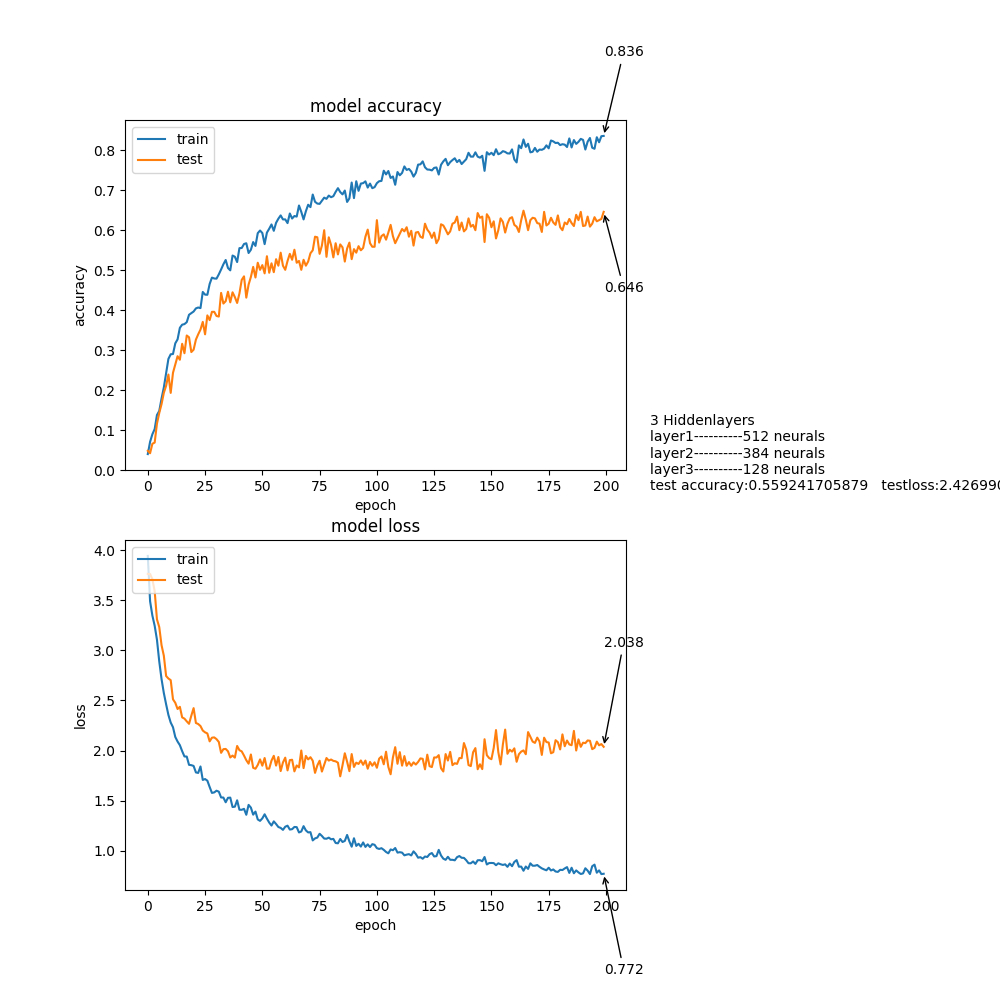 0.836
model accuracy
train
test
0.8
0.7
0.6
0.5
0.4
0.3
0.2
0.1
0.0
accuracy
0.646
0 25 50 75 100 125 150 175 200
epoch
3 Hiddenlayers
layer1----------512 neurals
layer2----------384 neurals
layer3----------128 neurals
test accuracy:0.559241705879 testloss:2.426990
model loss
train
test
4.0
3.5
3.0
2.5
2.0
1.5
1.0
loss
2.038
0 25 50 75 100 125 150 175 200
epoch
0.772